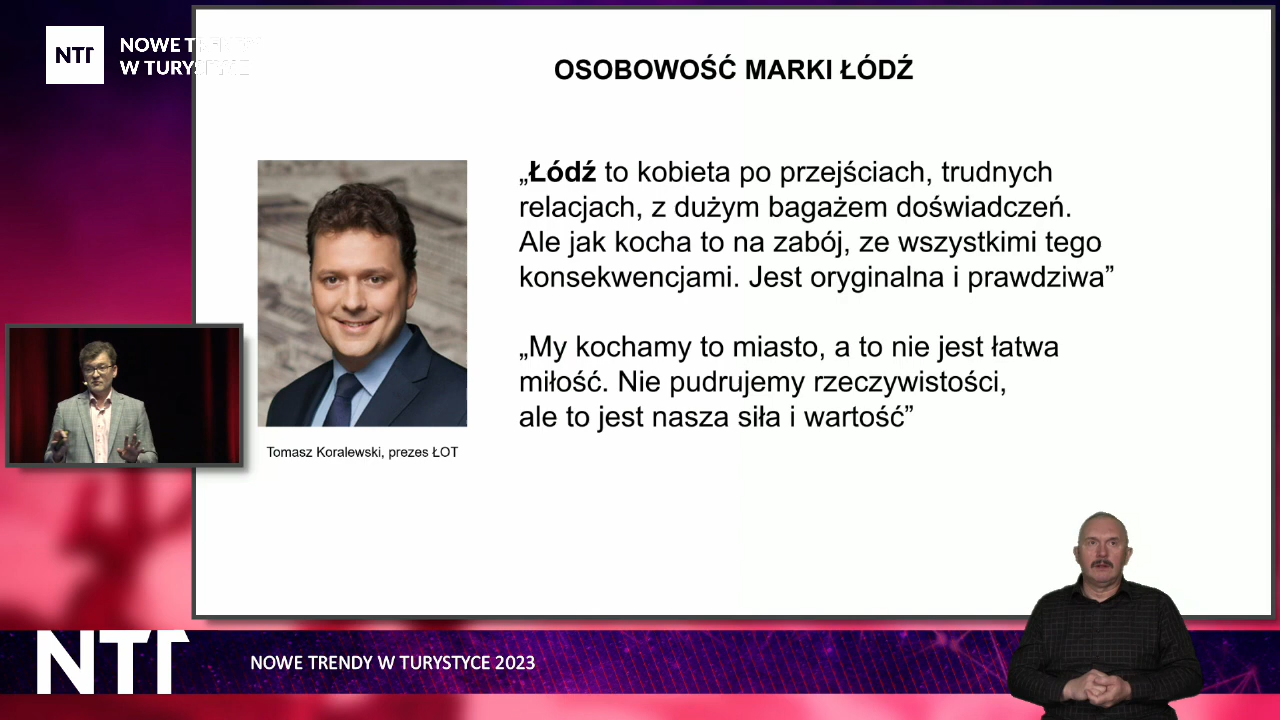 NTT
NOWE TRENDY
W TURYSTYCE
OSOBOWOŚĆ MARKI ŁÓDŹ
„Łódź to kobieta po przejściach, trudnych
relacjach, z dużym bagażem doświadczeń.
Ale jak kocha to na zabój, ze wszystkimi tego
konsekwencjami. Jest oryginalna i prawdziwa”
„My kochamy to miasto, a to nie jest łatwa
miłość. Nie pudrujemy rzeczywistości,
ale to jest nasza siła i wartość”
Tomasz Koralewski, prezes ŁOT
NTT
NOWE TRENDY W TURYSTYCE 2023